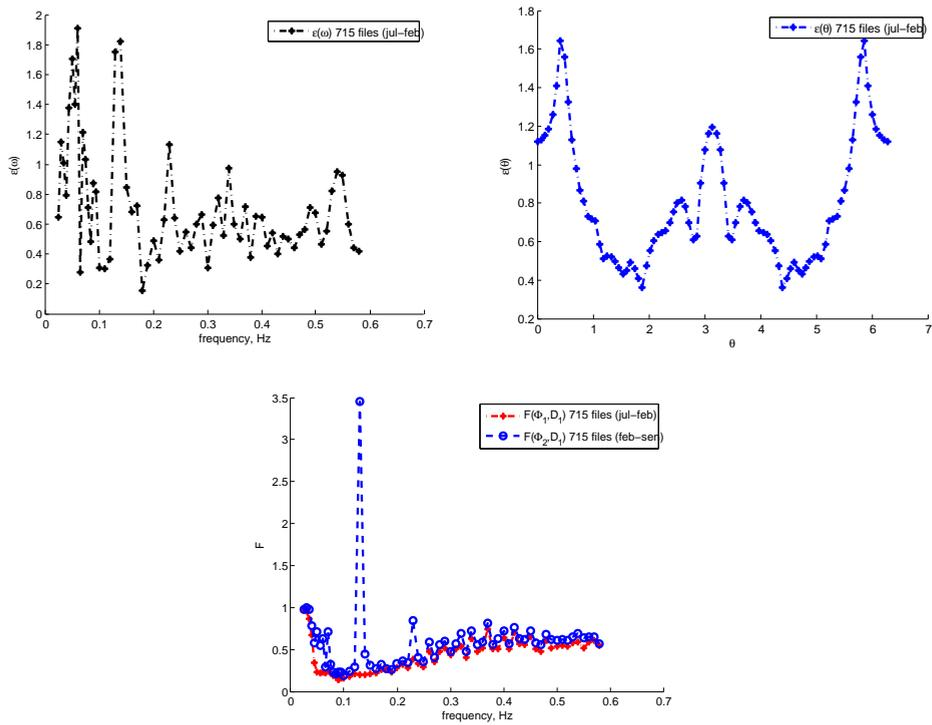 2
1.8
1.6
1.4
1.2
1
0.8
0.6
0.4
0.2
0
0 0.1 0.2 0.3 0.4 0.5 0.6 0.7
frequency, Hz
ε(ω)
ε(ω) 715 files (jul−feb)
1.8
1.6
1.4
1.2
1
0.8
0.6
0.4
0.2
0 1 2 3 4 5 6 7
θ
ε(θ)
ε(θ) 715 files (jul−feb)
3.5
3
2.5
2
1.5
1
0.5
0
0 0.1 0.2 0.3 0.4 0.5 0.6 0.7
frequency, Hz
F
F(Φ₁,D₁) 715 files (jul−feb)
F(Φ₂,D₁) 715 files (feb−sen)